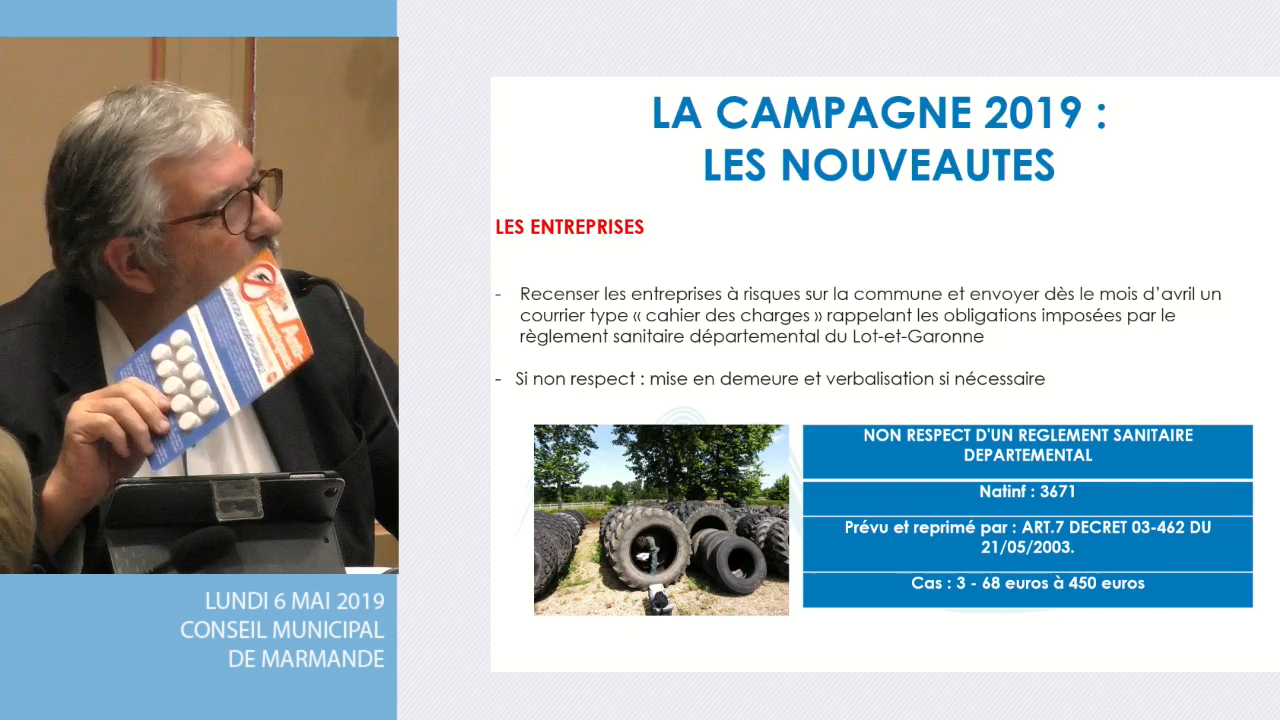 LA CAMPAGNE 2019 :
LES NOUVEAUTES
LES ENTREPRISES
- Recenser les entreprises à risques sur la commune et envoyer dès le mois d'avril un
courrier type « cahier des charges » rappelant les obligations imposées par le
règlement sanitaire départemental du Lot-et-Garonne
- Si non respect : mise en demeure et verbalisation si nécessaire
NON RESPECT D'UN REGLEMENT SANITAIRE
DEPARTEMENTAL
Natinf : 3671
Prévu et reprimé par : ART.7 DECRET 03-462 DU
21/05/2003.
Cas : 3 - 68 euros à 450 euros
LUNDI 6 MAI 2019
CONSEIL MUNICIPAL
DE MARMANDE